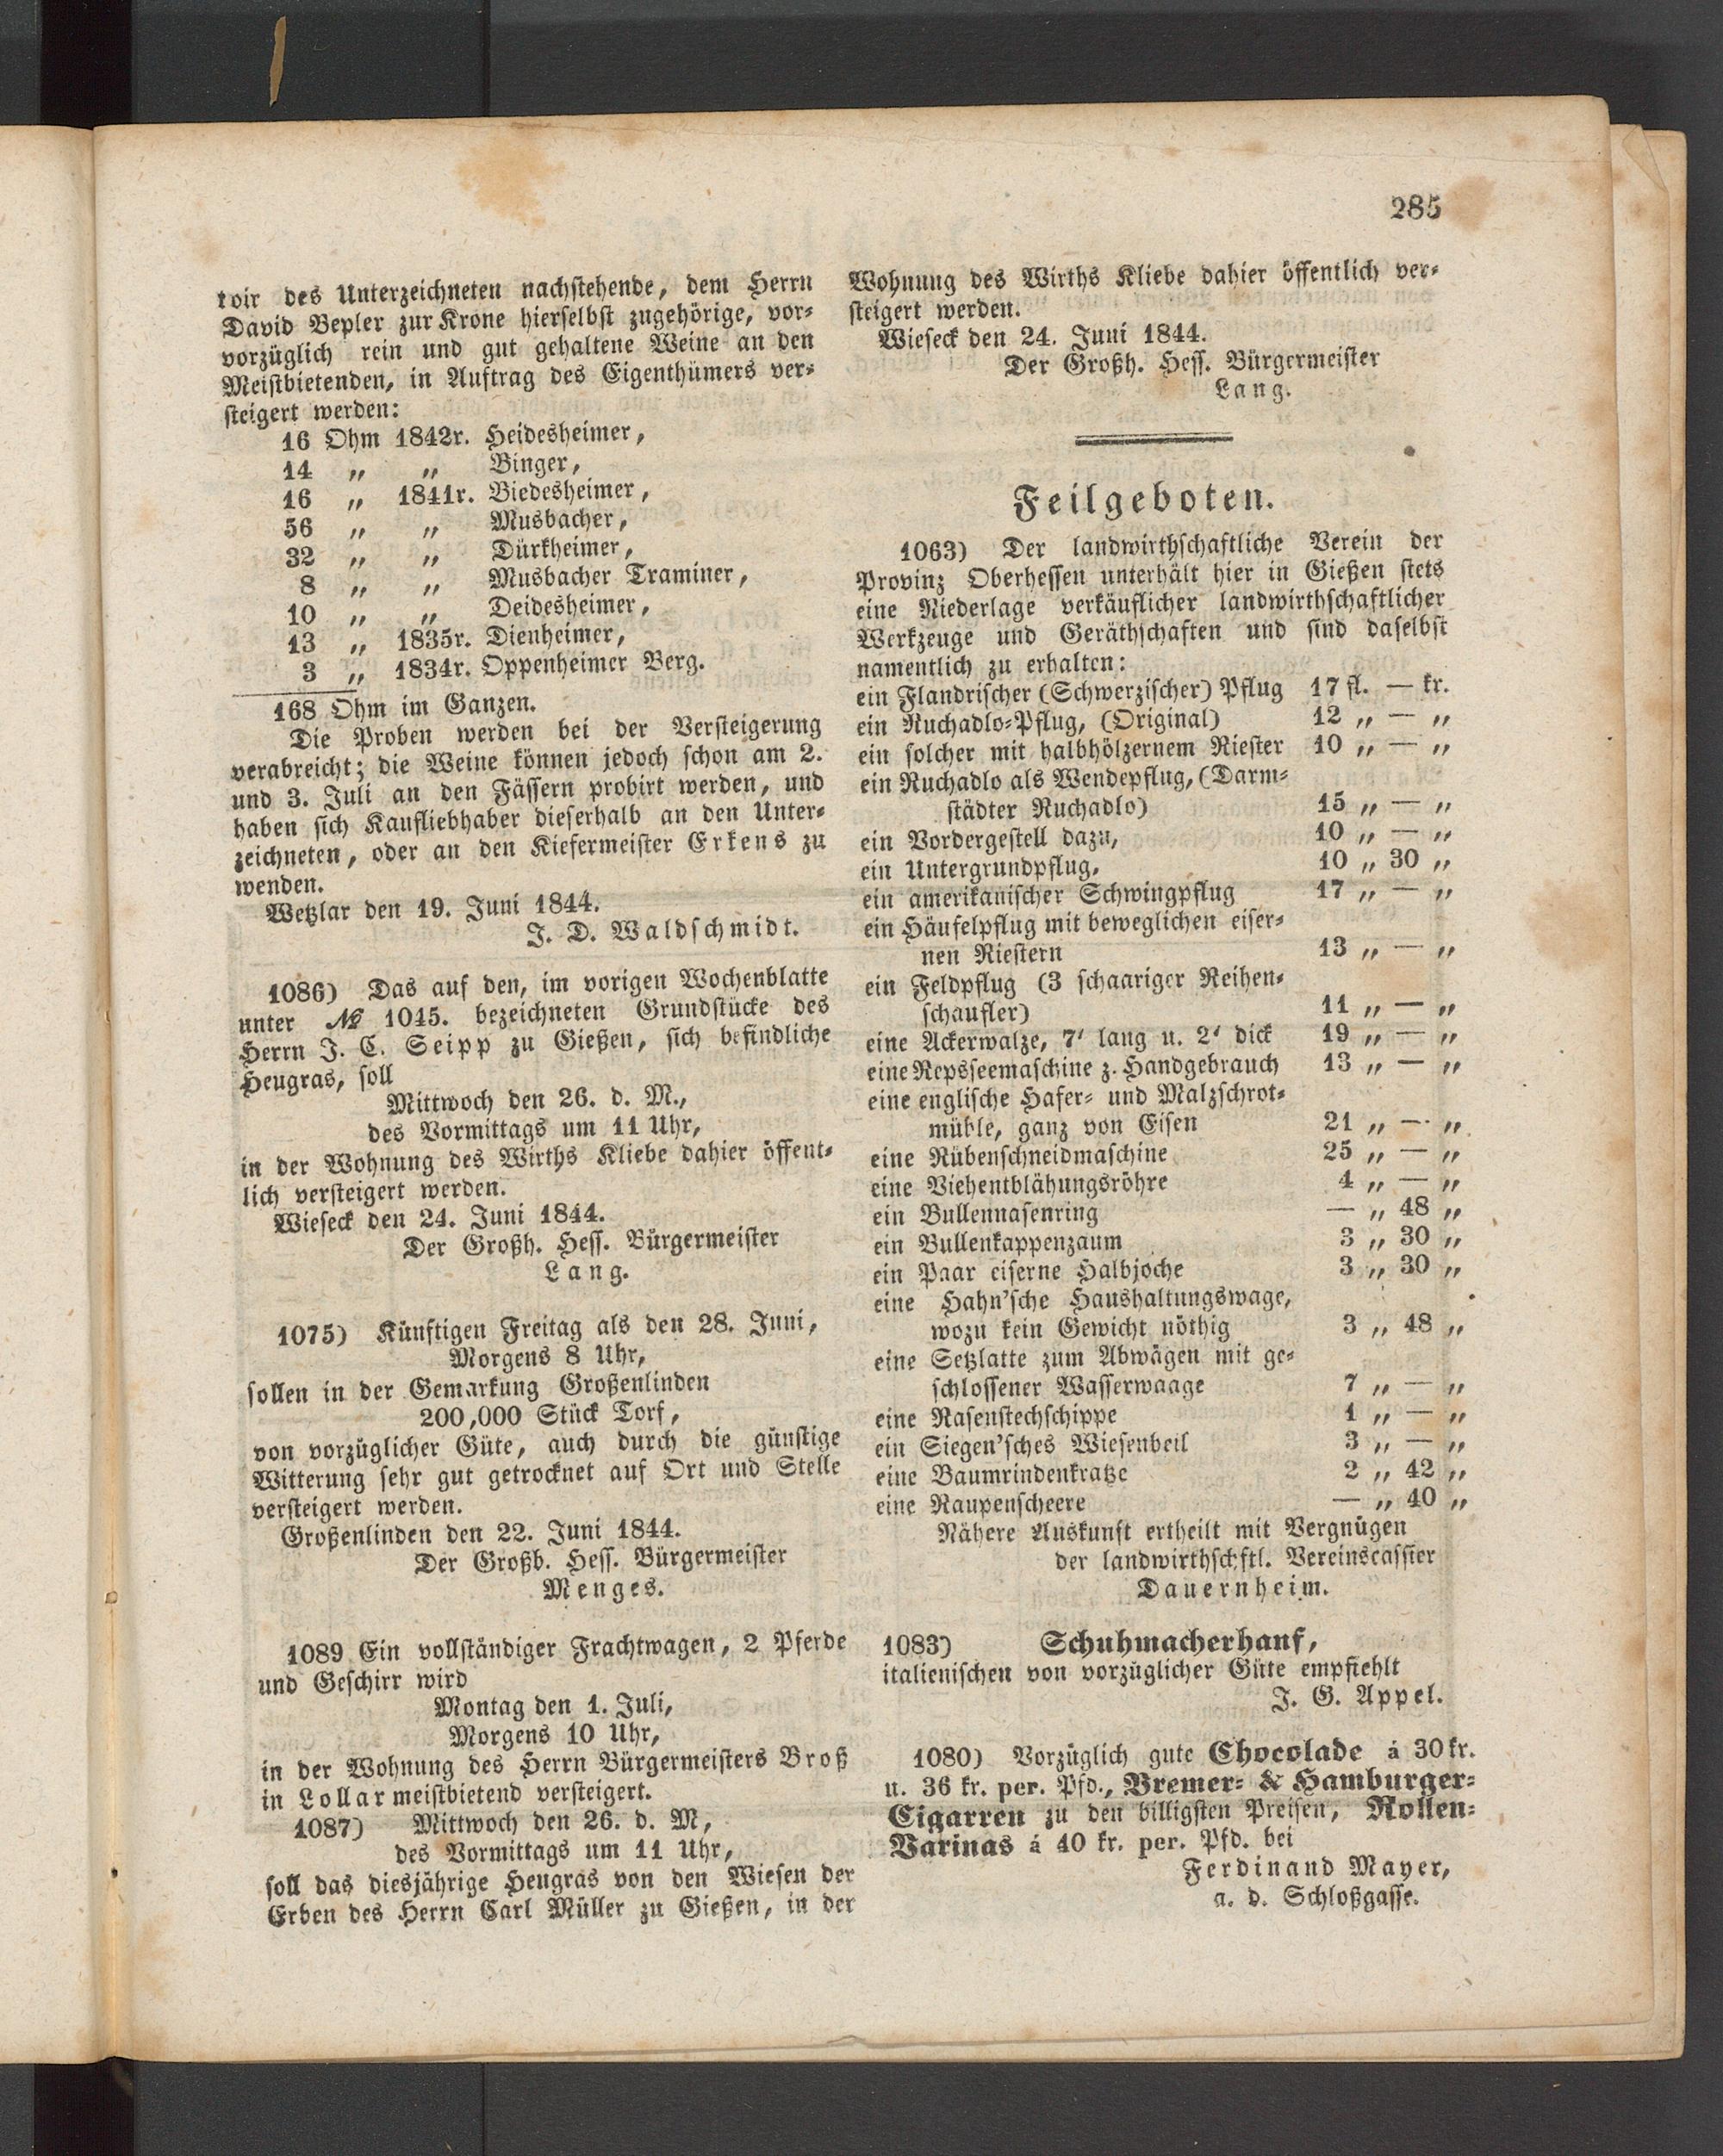 285
toir des Unterzeichneten nachstehende, dem Herrn
David Bepler zur Krone hierselbst zugehörige, vor-
vorzüglich rein und gut gehaltene Weine an den
Meistbietenden, in Auftrag des Eigenthümers ver-
steigert werden:
16 Ohm 1842r. Heidesheimer,
14 „ „ Binger,
16 „ 1841r. Biedesheimer,
56 „ „ Musbacher,
32 „ „ Dürkheimer,
8 „ „ Musbacher Traminer,
10 „ „ Deidesheimer,
13 „ 1835r. Dienheimer,
3 „ 1834r. Oppenheimer Berg.
168 Ohm im Ganzen.
Die Proben werden bei der Versteigerung
verabreicht; die Weine können jedoch schon am 2.
und 3. Juli an den Fässern probirt werden, und
haben sich Kaufliebhaber dieserhalb an den Unter-
zeichneten, oder an den Kiefermeister Erkens zu
wenden.
Wetzlar den 19. Juni 1844.
J. D. Waldschmidt.
1086) Das auf den, im vorigen Wochenblatte
unter № 1045. bezeichneten Grundstücke des
Herrn J. C. Seipp zu Gießen, sich befindliche
Heugras, soll
Mittwoch den 26. d. M.,
des Vormittags um 11 Uhr,
in der Wohnung des Wirths Kliebe dahier öffent-
lich versteigert werden.
Wieseck den 24. Juni 1844.
Der Großh. Hess. Bürgermeister
Lang.
1075) Künftigen Freitag als den 28. Juni,
Morgens 8 Uhr,
sollen in der Gemarkung Großenlinden
200,000 Stück Torf,
von vorzüglicher Güte, auch durch die günstige
Witterung sehr gut getrocknet auf Ort und Stelle
versteigert werden.
Großenlinden den 22. Juni 1844.
Der Großh. Hess. Bürgermeister
Menges.
1089 Ein vollständiger Frachtwagen, 2 Pferde
und Geschirr wird
Montag den 1. Juli,
Morgens 10 Uhr,
in der Wohnung des Herrn Bürgermeisters Broß
in Lollar meistbietend versteigert.
1087) Mittwoch den 26. d. M,
des Vormittags um 11 Uhr,
soll das diesjährige Heugras von den Wiesen der
Erben des Herrn Carl Müller zu Gießen, in der
Wohnung des Wirths Kliebe dahier öffentlich ver-
steigert werden.
Wieseck den 24. Juni 1844.
Der Großh. Hess. Bürgermeister
Lang.
Feilgeboten.
1063) Der landwirthschaftliche Verein der
Provinz Oberhessen unterhält hier in Gießen stets
eine Niederlage verkäuflicher landwirthschaftlicher
Werkzeuge und Geräthschaften und sind daselbst
namentlich zu erhalten:
ein Flandrischer (Schwerzischer) Pflug 17 fl. — kr.
ein Ruchadlo-Pflug, (Original) 12 „ — „
ein solcher mit halbhölzernem Riester 10 „ — „
ein Ruchadlo als Wendepflug, (Darm-
städter Ruchadlo) 15 „ — „
ein Vordergestell dazu, 10 „ — „
ein Untergrundpflug, 10 „ 30 „
ein amerikanischer Schwingpflug 17 „ — „
ein Häufelpflug mit beweglichen eiser-
nen Riestern 13 „ — „
ein Feldpflug (3 schaariger Reihen-
schaufler) 11 „ — „
eine Ackerwalze, 7' lang u. 2' dick 19 „ — „
eine Repsseemaschine z. Handgebrauch 13 „ — „
eine englische Hafer- und Malzschrot-
mühle, ganz von Eisen 21 „ — „
eine Rübenschneidmaschine 25 „ — „
eine Viehentblähungsröhre 4 „ — „
ein Bullennasenring — „ 48 „
ein Bullenkappenzaum 3 „ 30 „
ein Paar eiserne Halbjoche 3 „ 30 „
eine Hahn'sche Haushaltungswage,
wozu kein Gewicht nöthig 3 „ 48 „
eine Setzlatte zum Abwägen mit ge-
schlossener Wasserwaage 7 „ — „
eine Rasenstechschippe 1 „ — „
ein Siegen'sches Wiesenbeil 3 „ — „
eine Baumrindenkratze 2 „ 42 „
eine Raupenscheere — „ 40 „
Nähere Auskunft ertheilt mit Vergnügen
der landwirthschftl. Vereinscassier
Dauernheim.
1083) Schuhmacherhanf,
italienischen von vorzüglicher Güte empfiehlt
J. G. Appel.
1080) Vorzüglich gute Chocolade á 30 kr.
u. 36 kr. per. Pfd., Bremer- & Hamburger-
Cigarren zu den billigsten Preisen, Rollen-
Varinas á 40 kr. per. Pfd. bei
Ferdinand Mayer,
a. d. Schloßgasse.